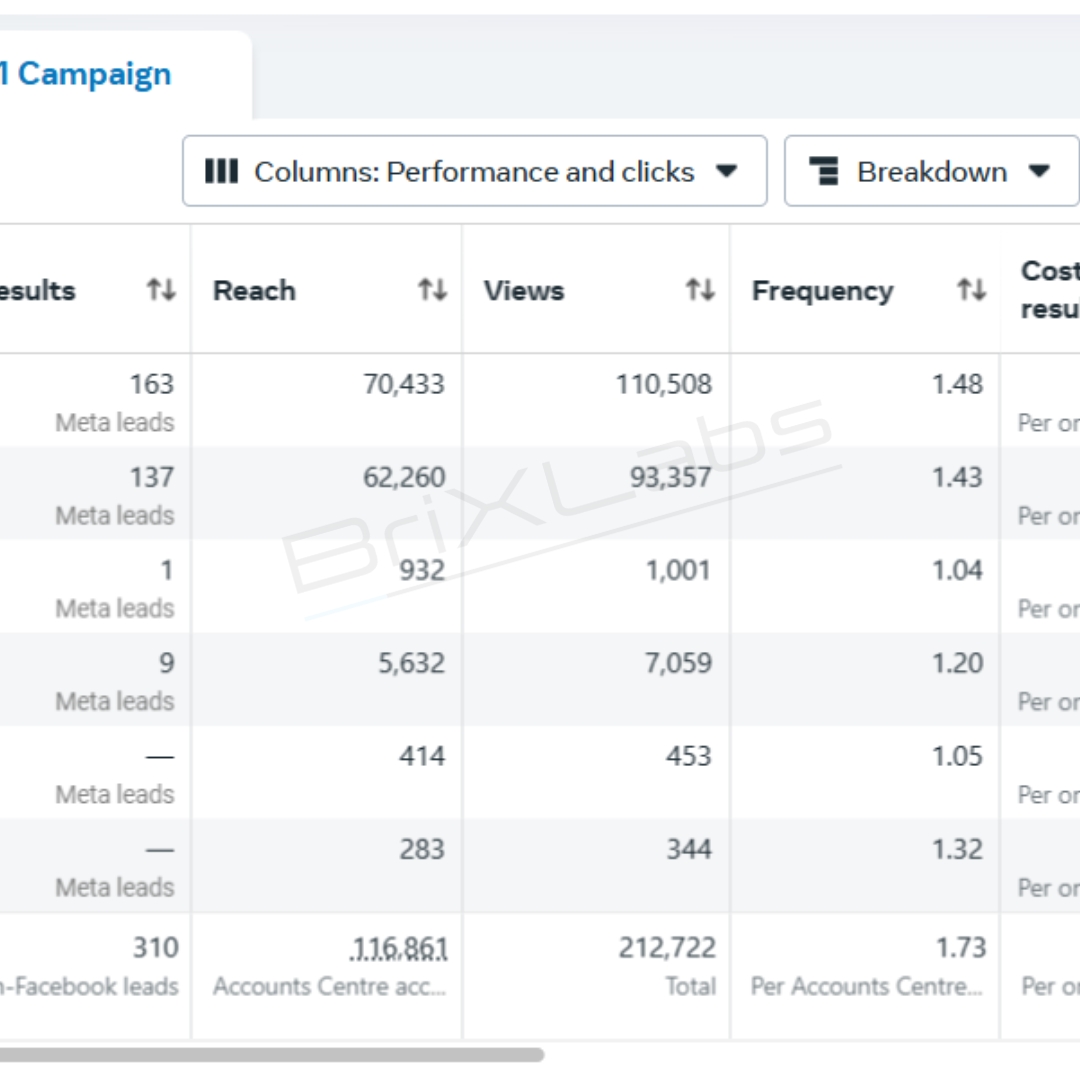 1 Campaign
Columns: Performance and clicks Breakdown
esults Reach Views Frequency Cost
resu
163 70,433 110,508 1.48
Meta leads Per or
137 62,260 93,357 1.43
Meta leads Per or
1 932 1,001 1.04
Meta leads Per or
9 5,632 7,059 1.20
Meta leads Per or
— 414 453 1.05
Meta leads Per or
— 283 344 1.32
Meta leads Per or
310 116,861 212,722 1.73
n-Facebook leads Accounts Centre acc... Total Per Accounts Centre... Per or
BriXLabs